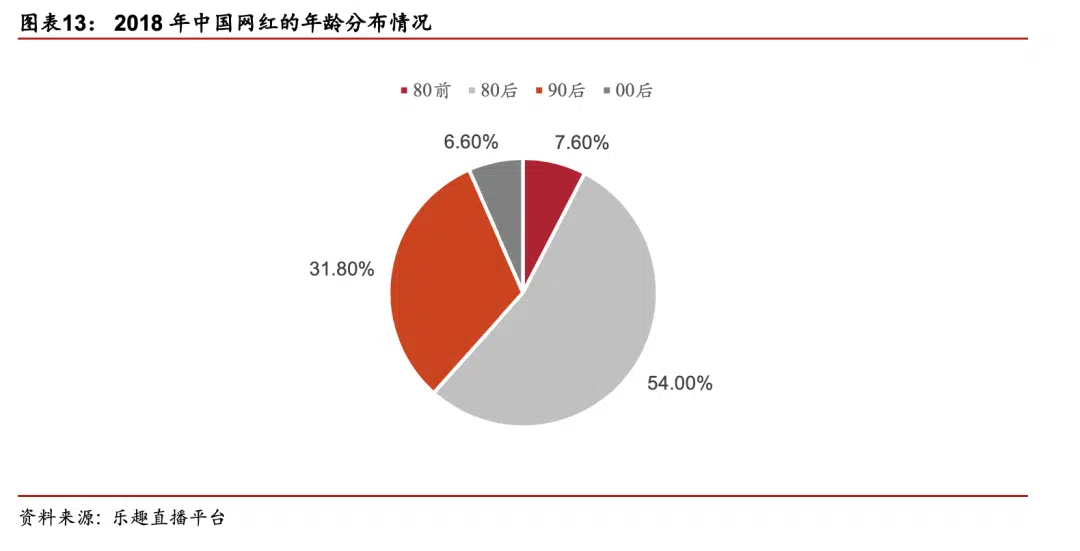 图表13： 2018 年中国网红的年龄分布情况
80前 80后 90后 00后
6.60% 7.60%
31.80%
54.00%
资料来源: 乐趣直播平台